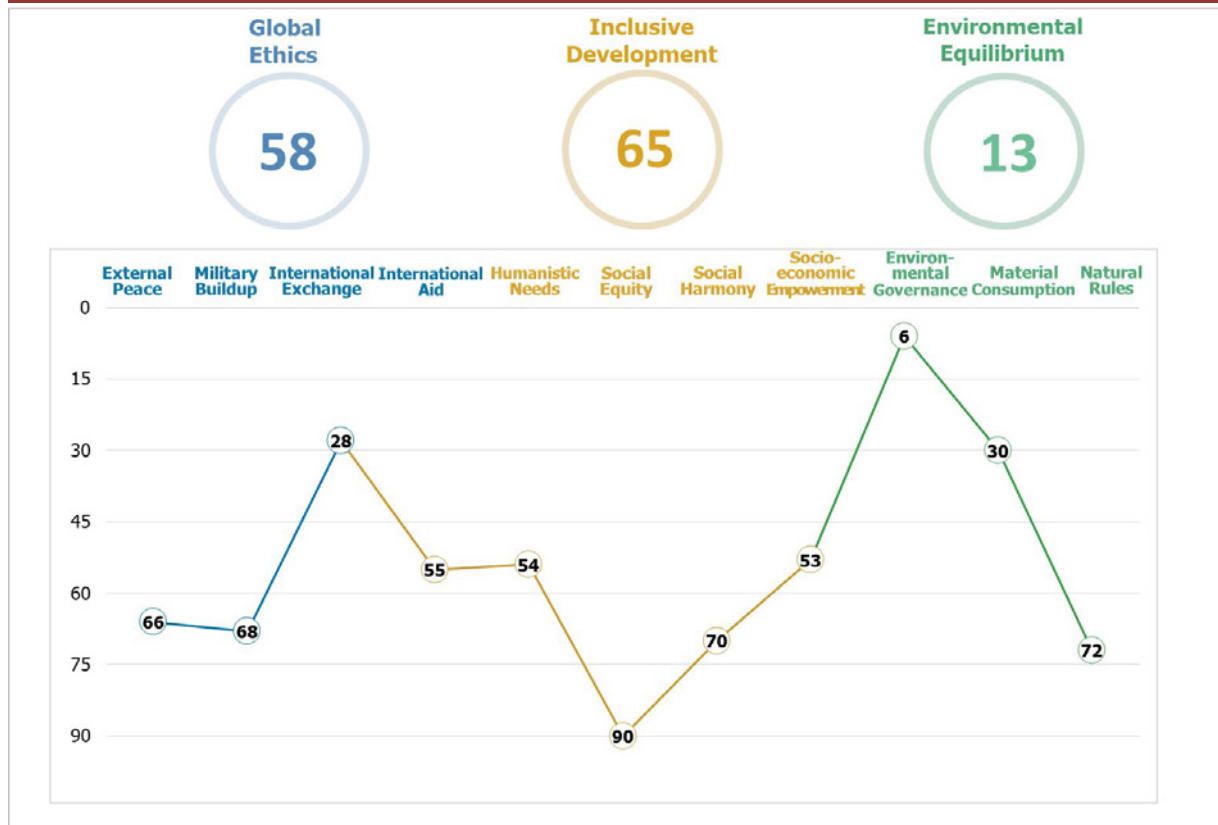 Global
Ethics
58
Inclusive
Development
65
Environmental
Equilibrium
13
External
Peace
Military
Buildup
International
Exchange
International
Aid
Humanistic
Needs
Social
Equity
Social
Harmony
Socio-
economic
Empowerment
Environ-
mental
Governance
Material
Consumption
Natural
Rules
0
15
30
45
60
75
90
66
68
28
55
54
90
70
53
6
30
72